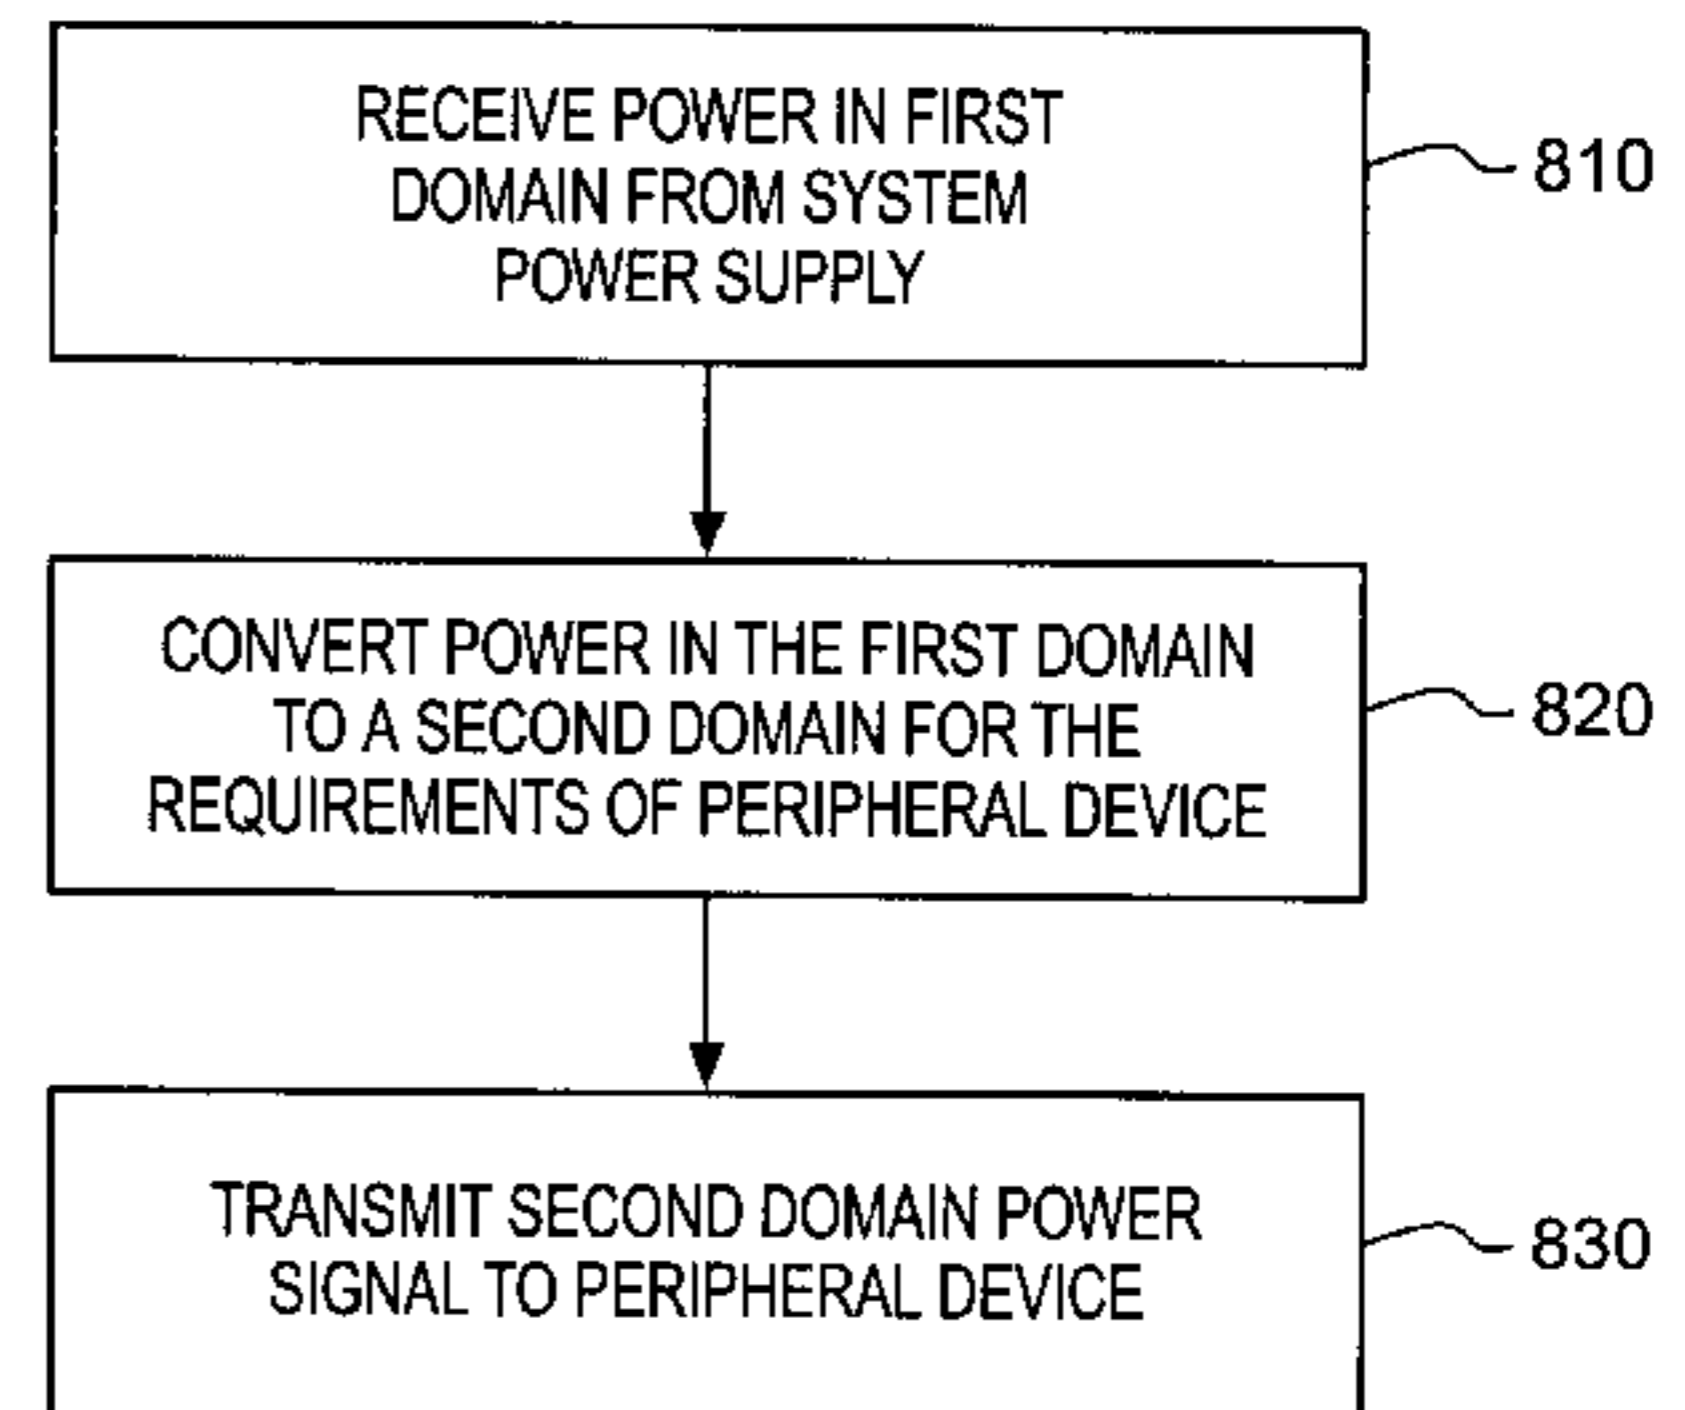 RECEIVE POWER IN FIRST
DOMAIN FROM SYSTEM
POWER SUPPLY
810
CONVERT POWER IN THE FIRST DOMAIN
TO A SECOND DOMAIN FOR THE
REQUIREMENTS OF PERIPHERAL DEVICE
820
TRANSMIT SECOND DOMAIN POWER
SIGNAL TO PERIPHERAL DEVICE
830